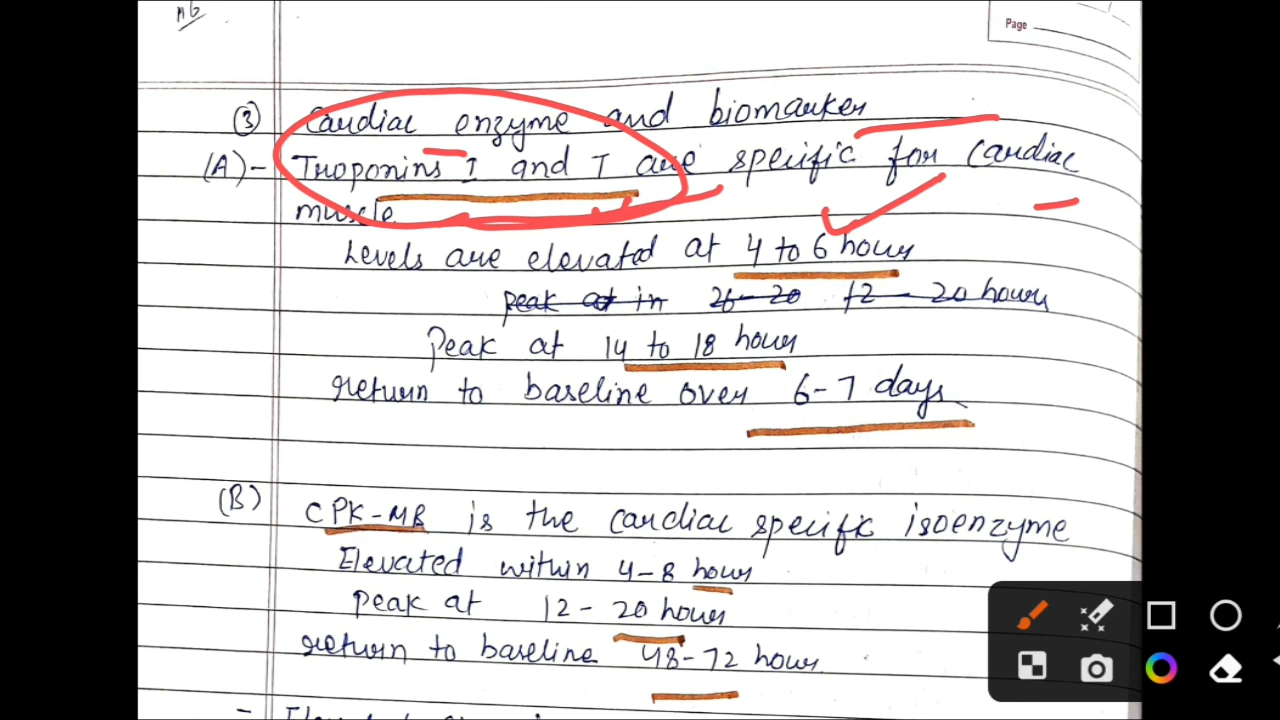 Page
(3) Cardiac enzyme and biomarker
(A) - Troponins I and T are specific for cardiac
muscle
Levels are elevated at 4 to 6 hours
peak at in 26-20 12 - 20 hours
Peak at 14 to 18 hours
return to baseline over 6-7 days
(B) CPK-MB is the cardiac specific isoenzyme
Elevated within 4-8 hours
peak at 12-20 hours
return to baseline 48-72 hours